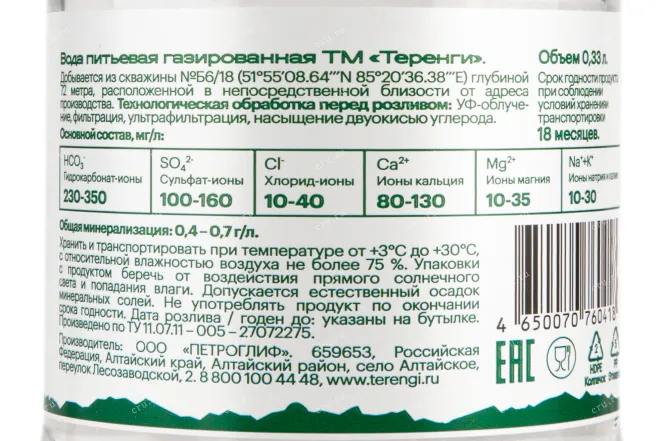 Вода питьевая газированная ТМ «Теренги».
Добывается из скважины №Б6/18 (51°55'08.64'''N 85°20'36.38'''E) глубиной
72 метра, расположенной в непосредственной близости от адреса
производства. Технологическая обработка перед розливом: УФ-облуче-
ние, фильтрация, ультрафильтрация, насыщение двуокисью углерода.
Основной состав, мг/л:
Объем 0,33 л.
Срок годности продукта
при соблюдении
условий хранения и
транспортировки
18 месяцев.
HCO₃⁻
Гидрокарбонат-ионы
230-350
SO₄²⁻
Сульфат-ионы
100-160
Cl⁻
Хлорид-ионы
10-40
Ca²⁺
Ионы кальция
80-130
Mg²⁺
Ионы магния
10-35
Na⁺+K⁺
Ионы натрия и калия
10-30
Общая минерализация: 0,4 – 0,7 г/л.
Хранить и транспортировать при температуре от +3°С до +30°С,
с относительной влажностью воздуха не более 75 %. Упаковки
с продуктом беречь от воздействия прямого солнечного
света и попадания влаги. Допускается естественный осадок
минеральных солей. Не употреблять продукт по окончании
срока годности. Дата розлива / годен до: указаны на бутылке.
Произведено по ТУ 11.07.11 – 005 – 27072275.
Производитель: ООО «ПЕТРОГЛИФ». 659653, Российская
Федерация, Алтайский край, Алтайский район, село Алтайское,
переулок Лесозаводской, 2. 8 800 100 44 48, www.terengi.ru
4 650070 760418
EAC
HDPE
Колпачок
PP